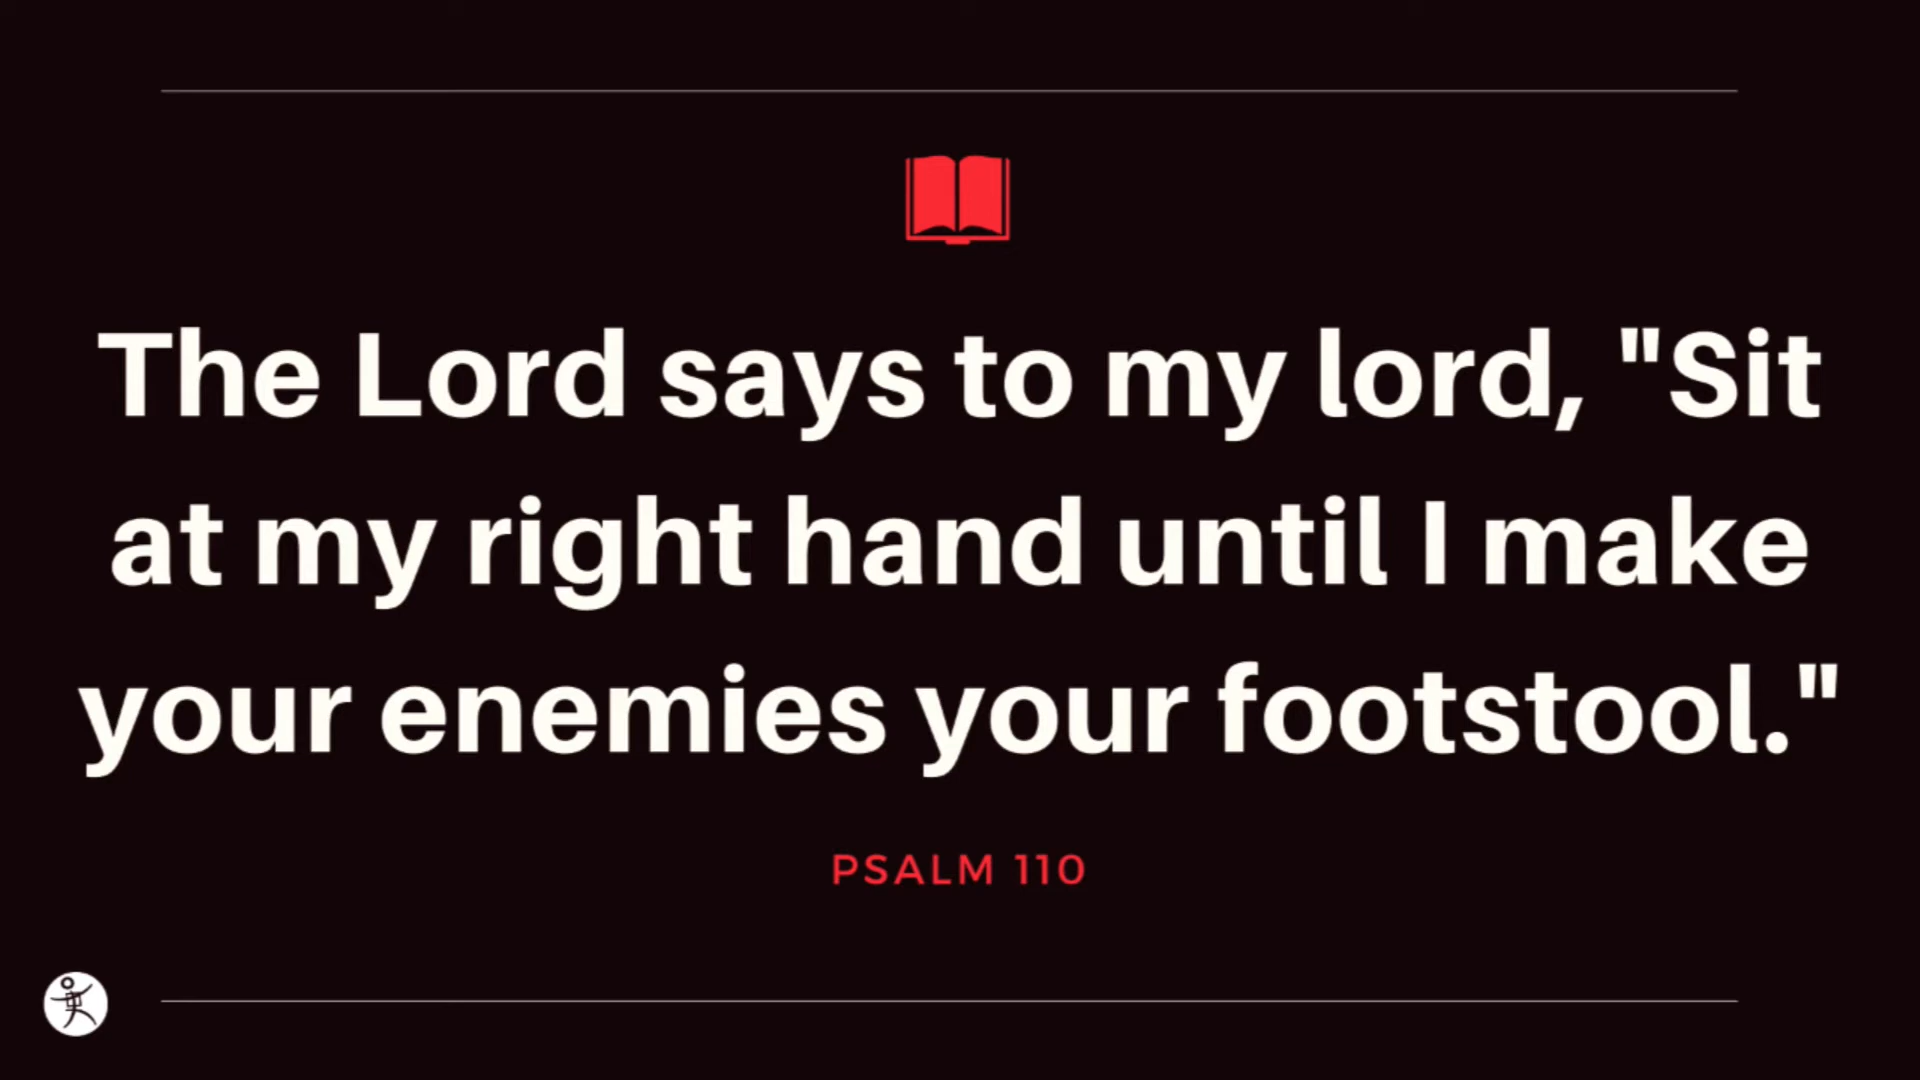 The Lord says to my lord, "Sit
at my right hand until I make
your enemies your footstool."
PSALM 110